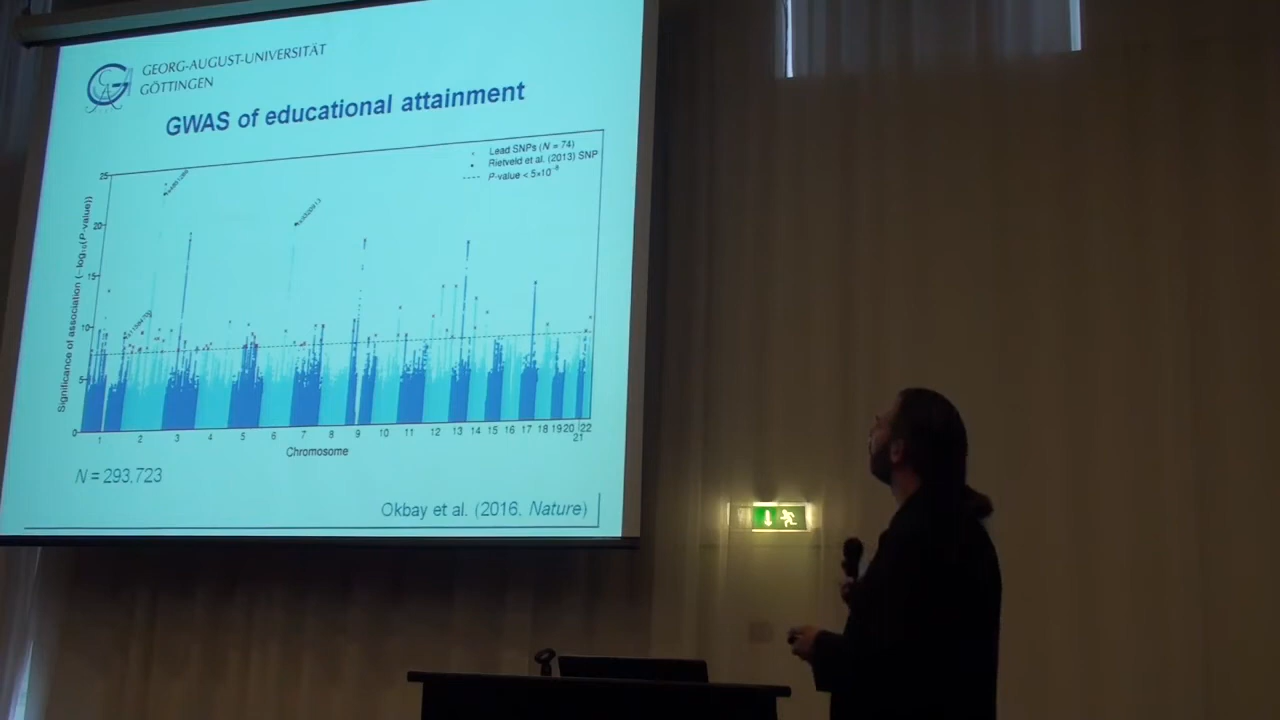 GEORG-AUGUST-UNIVERSITÄT
GÖTTINGEN
GWAS of educational attainment
Lead SNPs (N = 74)
Rietveld et al. (2013) SNP
P-value < 5×10⁻⁸
Significance of association (−log₁₀(P-value))
25
20
15
10
5
0
1 2 3 4 5 6 7 8 9 10 11 12 13 14 15 16 17 18 19 20 22
21
Chromosome
N = 293,723
Okbay et al. (2016, Nature)